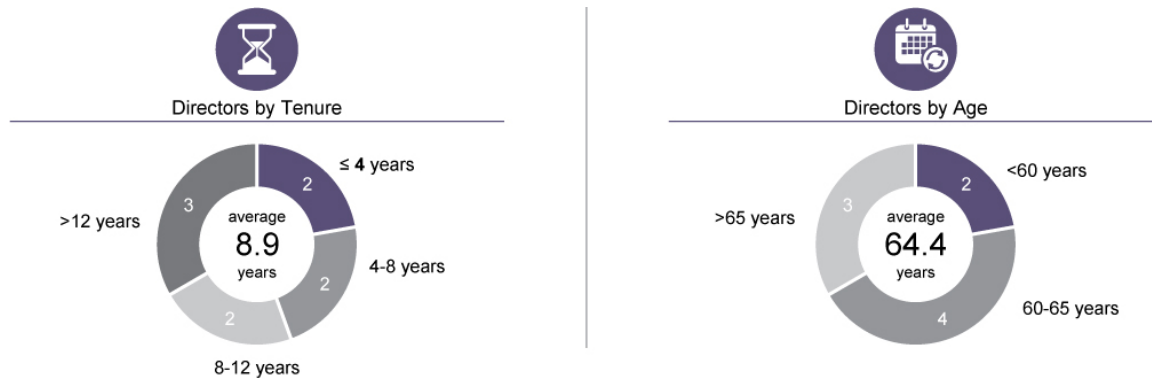 Directors by Tenure
≤ 4 years
2
3
>12 years
average
8.9
years
4-8 years
2
2
8-12 years
Directors by Age
<60 years
2
3
>65 years
average
64.4
years
60-65 years
4